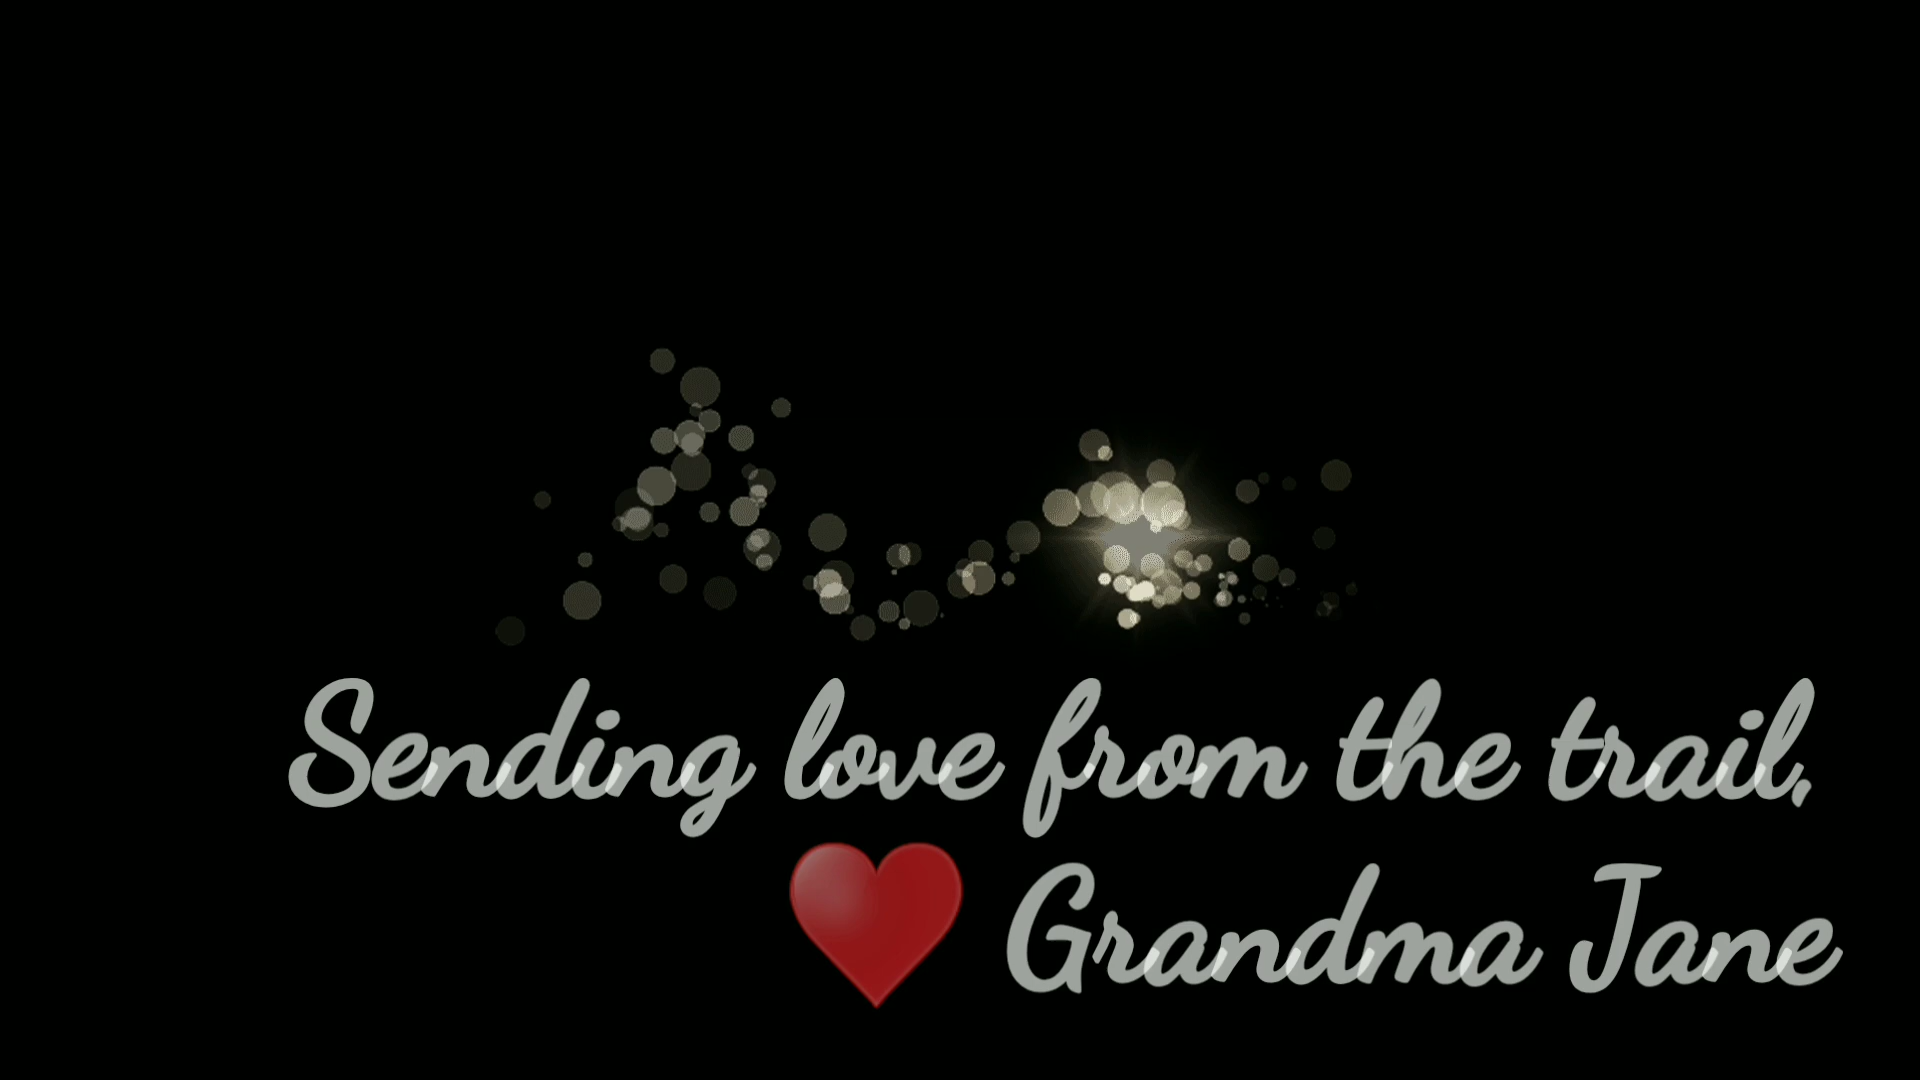 Sending love from the trail,
❤️ Grandma Jane